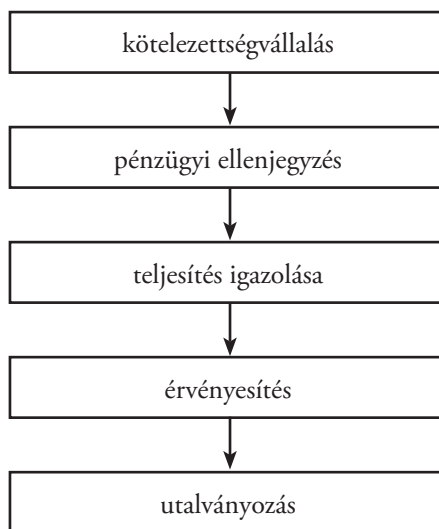 kötelezettségvállalás
pénzügyi ellenjegyzés
teljesítés igazolása
érvényesítés
utalványozás